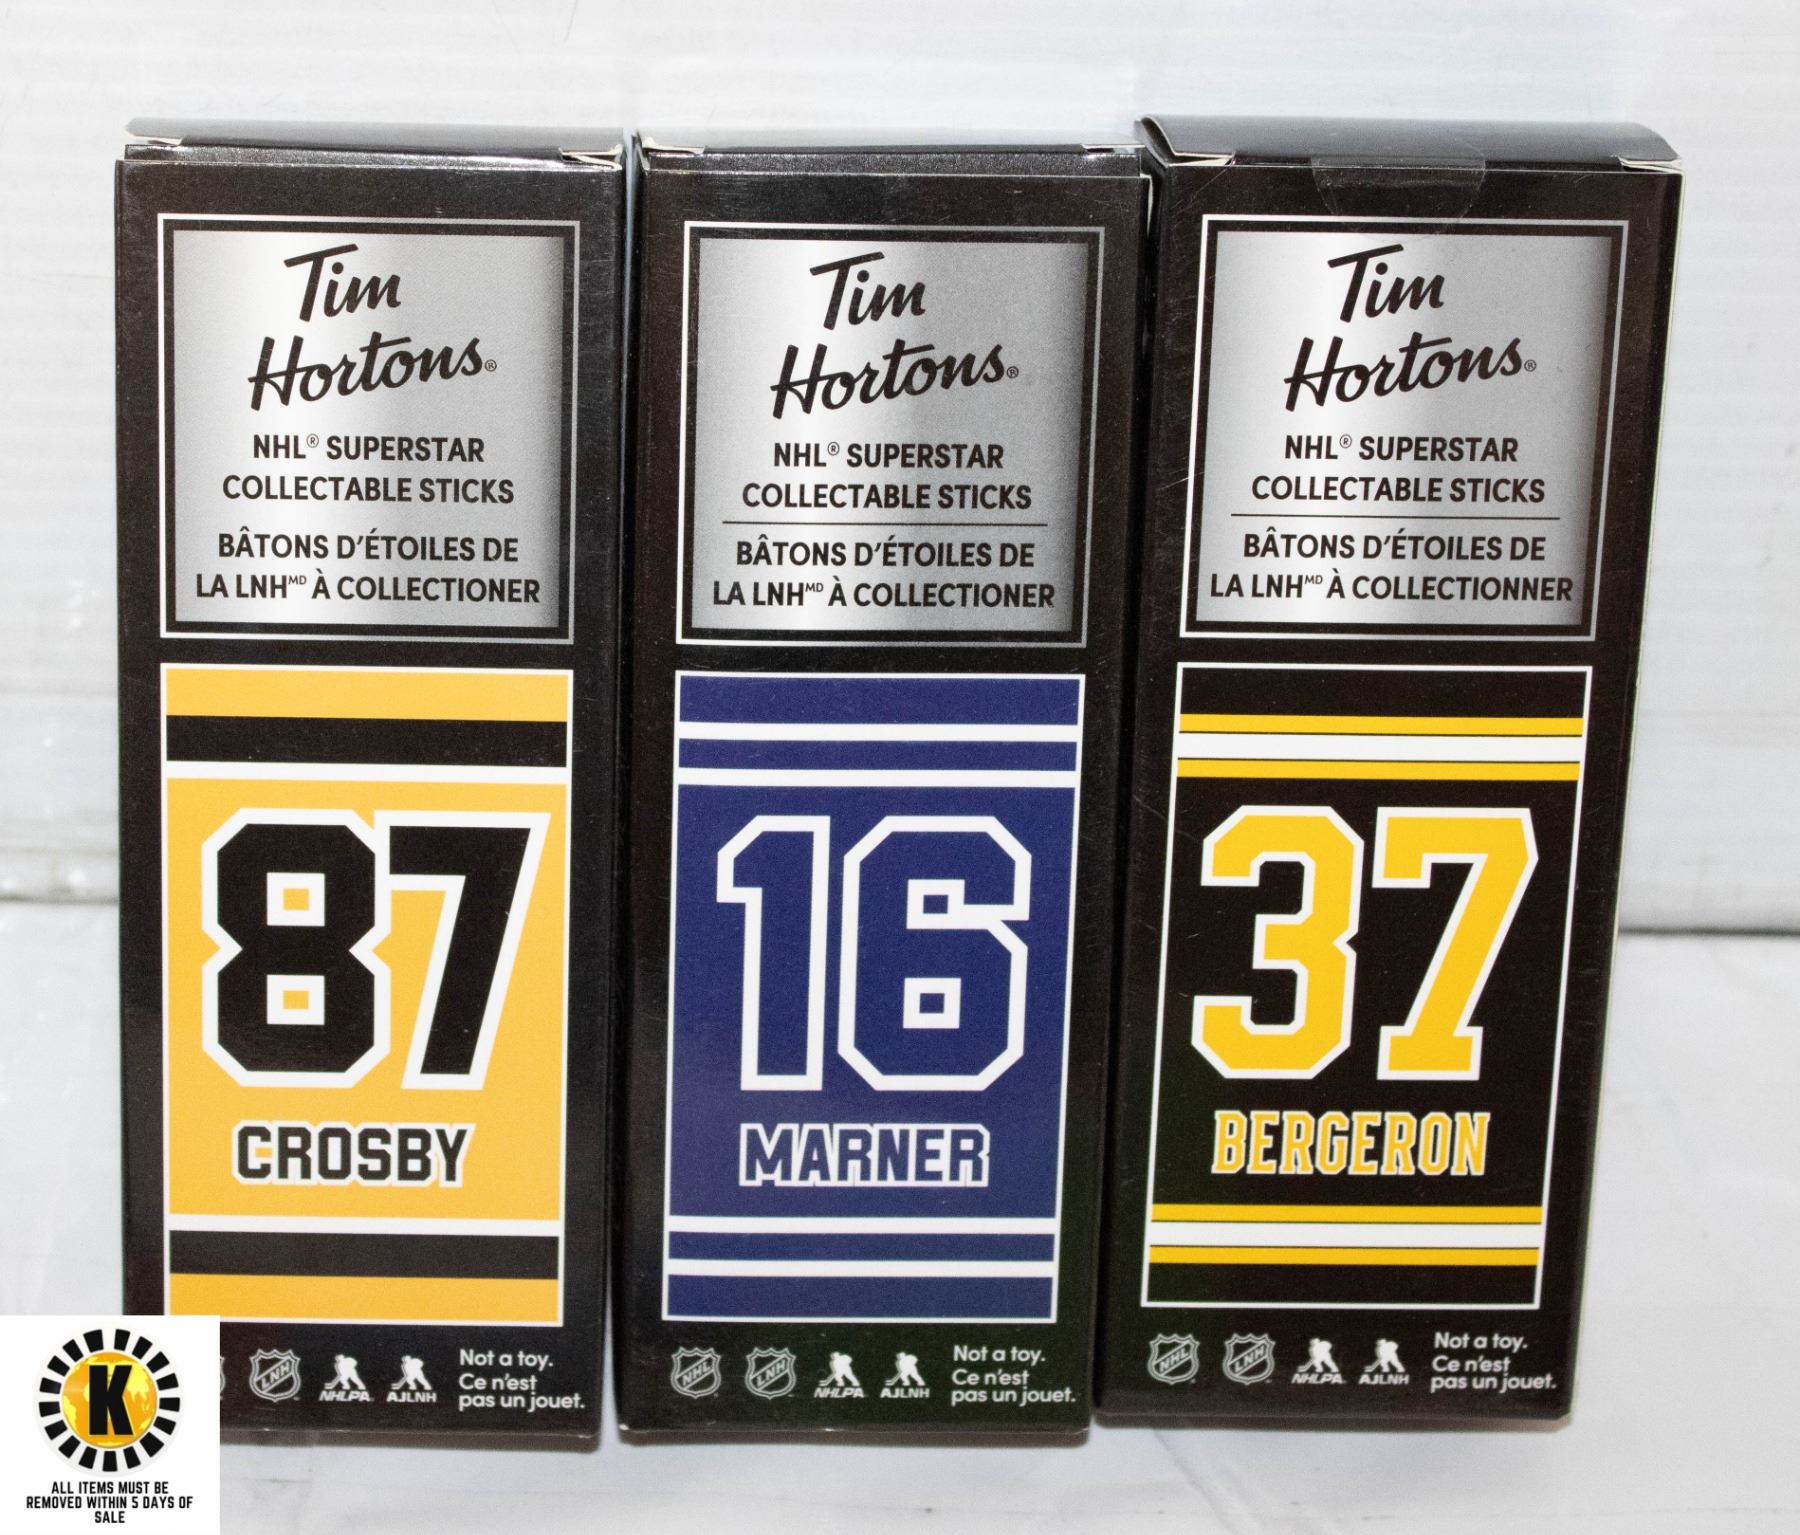 Tim
Hortons®
NHL® SUPERSTAR
COLLECTABLE STICKS
BÂTONS D'ÉTOILES DE
LA LNHMD À COLLECTIONER
87
CROSBY
LNH
NHLPA
AJLNH
Not a toy.
Ce n'est
pas un jouet.
Tim
Hortons®
NHL® SUPERSTAR
COLLECTABLE STICKS
BÂTONS D'ÉTOILES DE
LA LNHMD À COLLECTIONER
16
MARNER
NHL
LNH
NHLPA
AJLNH
Not a toy.
Ce n'est
pas un jouet.
Tim
Hortons®
NHL® SUPERSTAR
COLLECTABLE STICKS
BÂTONS D'ÉTOILES DE
LA LNHMD À COLLECTIONNER
37
BERGERON
NHL
LNH
NHLPA
AJLNH
Not a toy.
Ce n'est
pas un jouet.
K
ALL ITEMS MUST BE
REMOVED WITHIN 5 DAYS OF
SALE